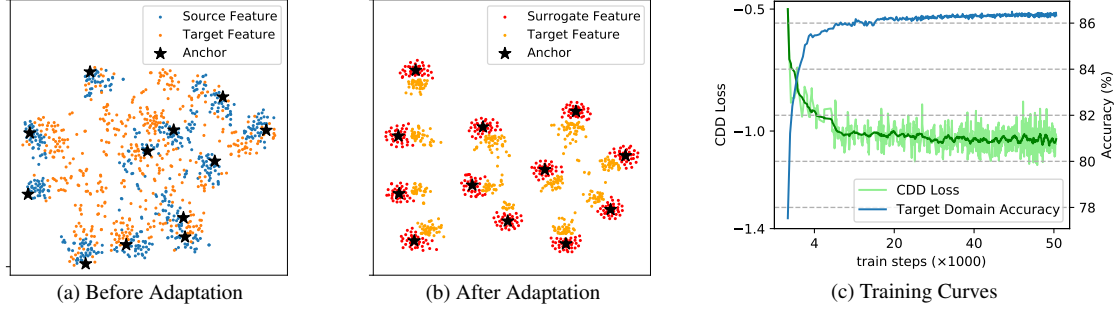 Source Feature
Target Feature
Anchor
(a) Before Adaptation
Surrogate Feature
Target Feature
Anchor
(b) After Adaptation
−0.5
−1.0
−1.4
CDD Loss
86
84
82
80
78
Accuracy (%)
CDD Loss
Target Domain Accuracy
4 20 30 40 50
train steps (×1000)
(c) Training Curves